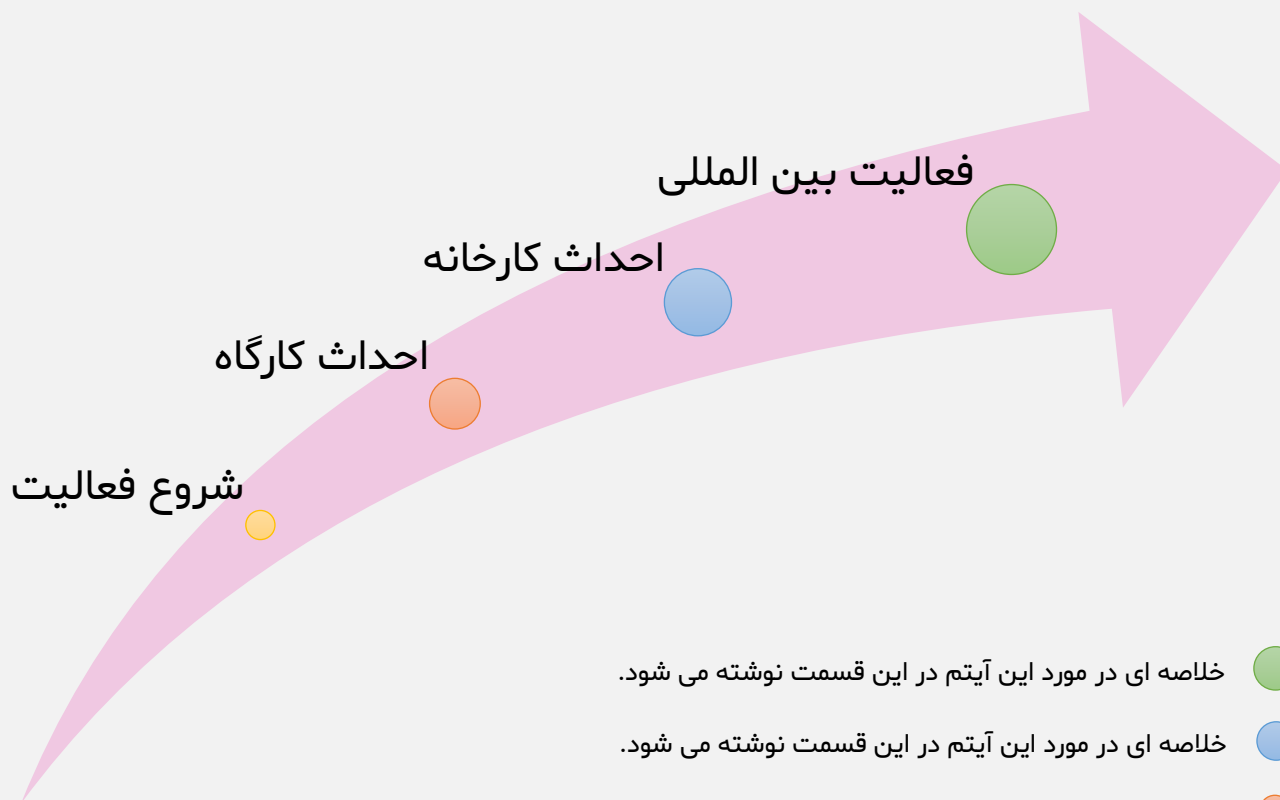 فعالیت بین المللی
احداث کارخانه
احداث کارگاه
شروع فعالیت
خلاصه ای در مورد این آیتم در این قسمت نوشته می شود.
خلاصه ای در مورد این آیتم در این قسمت نوشته می شود.